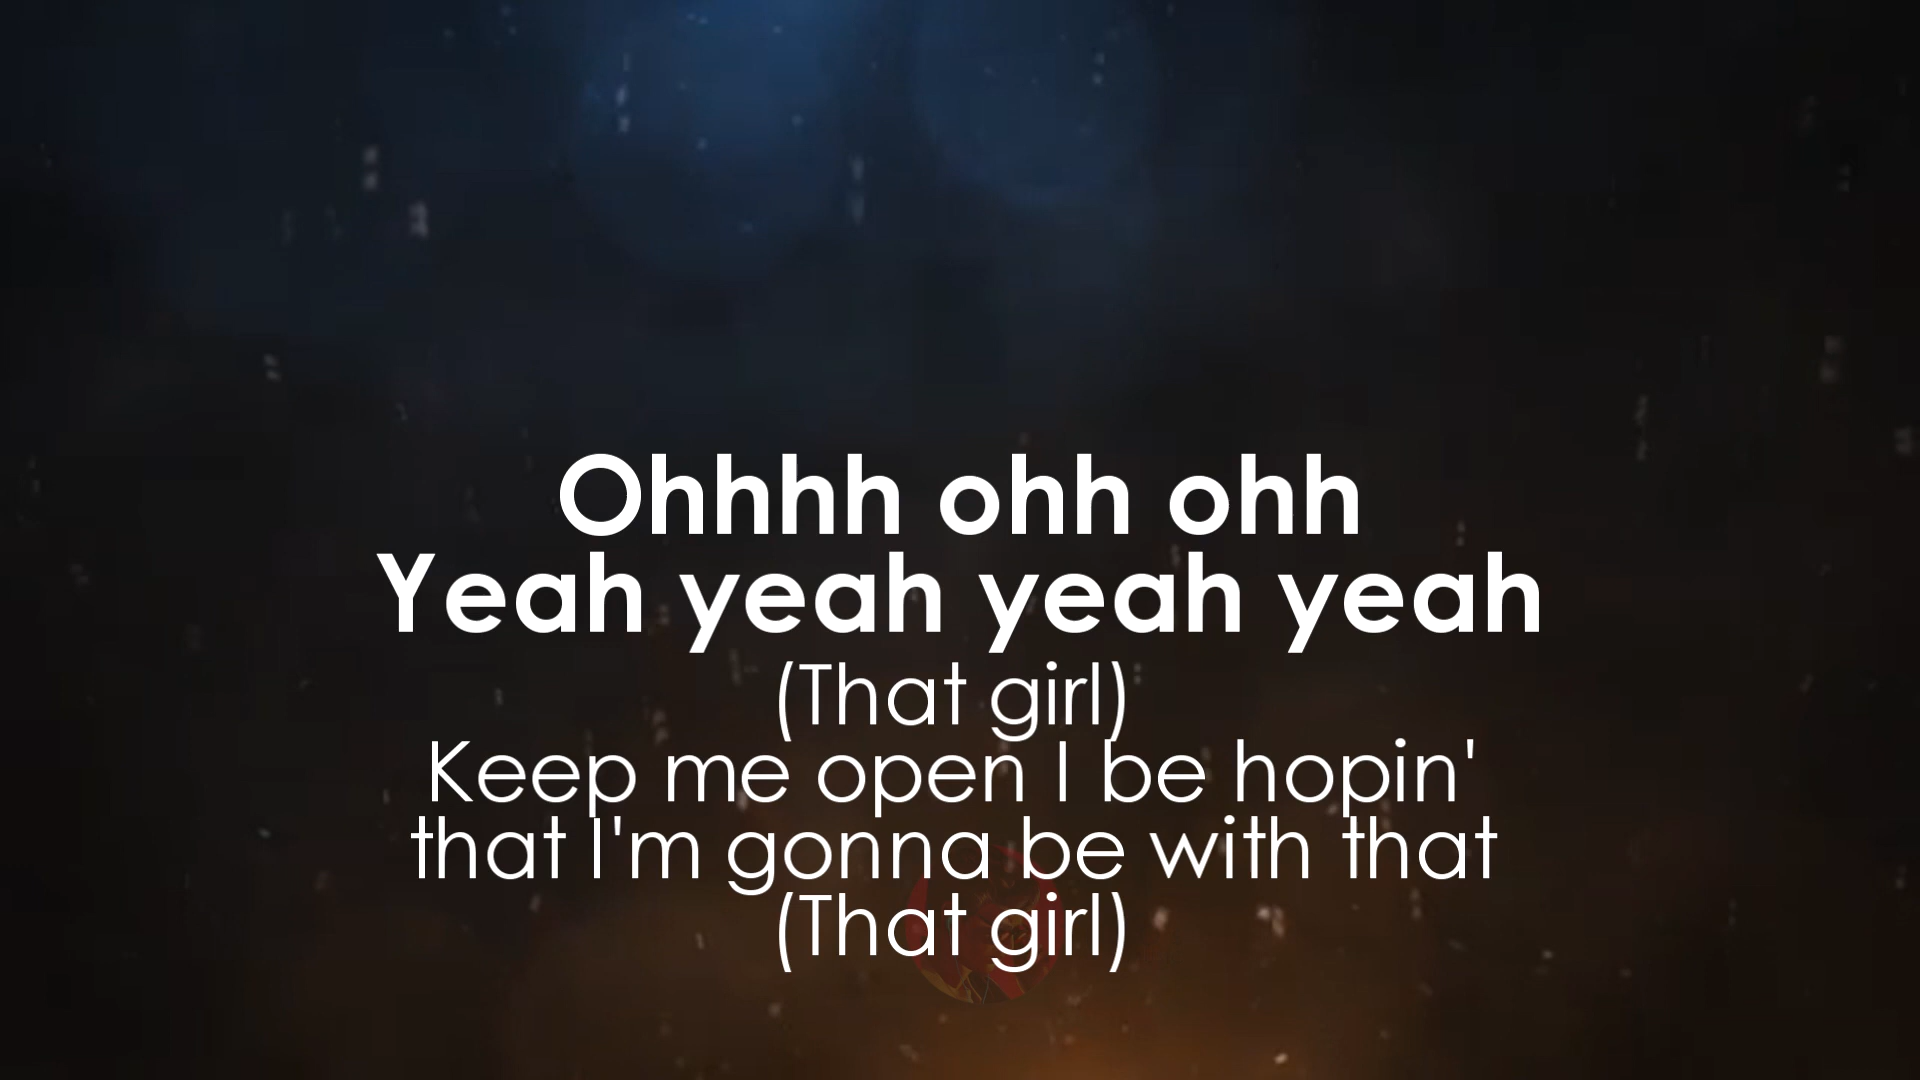 Ohhhh ohh ohh
Yeah yeah yeah yeah
(That girl)
Keep me open I be hopin'
that I'm gonna be with that
(That girl)